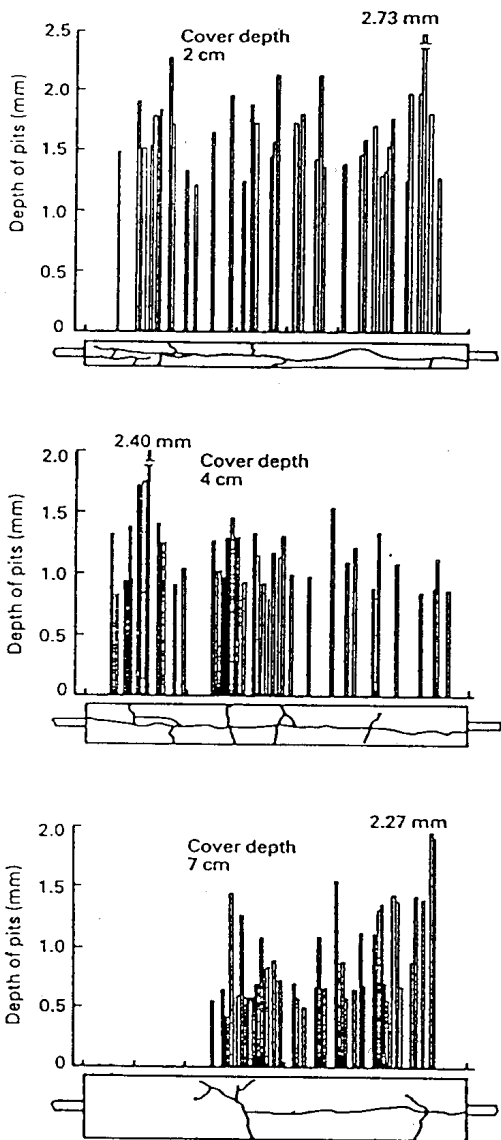 2.73 mm
Cover depth
2 cm
Depth of pits (mm)
2.5
2.0
1.5
1.0
0.5
0
2.40 mm
Cover depth
4 cm
Depth of pits (mm)
2.0
1.5
1.0
0.5
0
2.27 mm
Cover depth
7 cm
Depth of pits (mm)
2.0
1.5
1.0
0.5
0